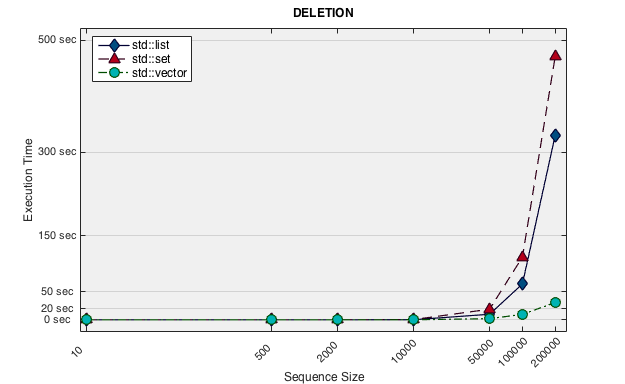 DELETION
500 sec
300 sec
150 sec
50 sec
20 sec
0 sec
Execution Time
std::list
std::set
std::vector
10
500
2000
10000
50000
100000
200000
Sequence Size